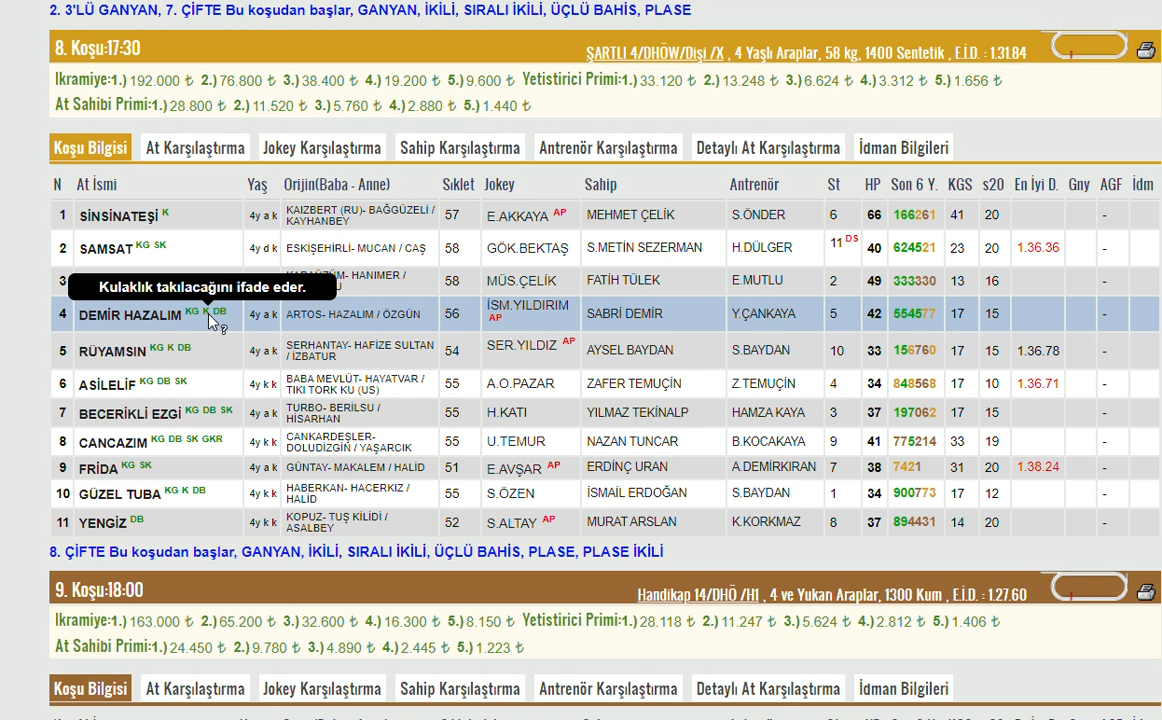 2. 3'LÜ GANYAN, 7. ÇİFTE Bu koşudan başlar, GANYAN, İKİLİ, SIRALI İKİLİ, ÜÇLÜ BAHİS, PLASE
8. Koşu:17:30 ŞARTLI 4/DHÖW/Dişi /X , 4 Yaşlı Araplar, 58 kg, 1400 Sentetik , E.İ.D. : 1.31.84
Ikramiye:1.) 192.000 ₺ 2.) 76.800 ₺ 3.) 38.400 ₺ 4.) 19.200 ₺ 5.) 9.600 ₺ Yetistirici Primi:1.) 33.120 ₺ 2.) 13.248 ₺ 3.) 6.624 ₺ 4.) 3.312 ₺ 5.) 1.656 ₺
At Sahibi Primi:1.) 28.800 ₺ 2.) 11.520 ₺ 3.) 5.760 ₺ 4.) 2.880 ₺ 5.) 1.440 ₺
Koşu Bilgisi At Karşılaştırma Jokey Karşılaştırma Sahip Karşılaştırma Antrenör Karşılaştırma Detaylı At Karşılaştırma İdman Bilgileri
N At İsmi Yaş Orijin(Baba - Anne) Sıklet Jokey Sahip Antrenör St HP Son 6 Y. KGS s20 En İyi D. Gny AGF İdm
1 SİNSİNATEŞİ K 4y a k KAIZBERT (RU)- BAĞGÜZELİ / KAYHANBEY 57 E.AKKAYA AP MEHMET ÇELİK S.ÖNDER 6 66 166261 41 20 -
2 SAMSAT KG SK 4y d k ESKİŞEHİRLİ- MUCAN / CAŞ 58 GÖK.BEKTAŞ S.METİN SEZERMAN H.DÜLGER 11 DS 40 624521 23 20 1.36.36 -
3 4y a k KARAÜZÜM- HANIMER / 58 MÜS.ÇELİK FATİH TÜLEK E.MUTLU 2 49 333330 13 16 -
Kulaklık takılacağını ifade eder.
4 DEMİR HAZALIM KG K DB 4y a k ARTOS- HAZALIM / ÖZGÜN 56 İSM.YILDIRIM AP SABRİ DEMİR Y.ÇANKAYA 5 42 554577 17 15 -
5 RÜYAMSIN KG K DB 4y a k SERHANTAY- HAFİZE SULTAN / İZBATUR 54 SER.YILDIZ AP AYSEL BAYDAN S.BAYDAN 10 33 156760 17 15 1.36.78 -
6 ASİLELİF KG DB SK 4y k k BABA MEVLÜT- HAYATVAR / TIKI TORK KU (US) 55 A.O.PAZAR ZAFER TEMUÇİN Z.TEMUÇİN 4 34 848568 17 10 1.36.71 -
7 BECERİKLİ EZGİ KG DB SK 4y a k TURBO- BERİLSU / HİSARHAN 55 H.KATI YILMAZ TEKİNALP HAMZA KAYA 3 37 197062 17 15 -
8 CANCAZIM KG DB SK GKR 4y k k CANKARDEŞLER- DOLUDİZGİN / YAŞARCIK 55 U.TEMUR NAZAN TUNCAR B.KOCAKAYA 9 41 775214 33 19 -
9 FRİDA KG SK 4y a k GÜNTAY- MAKALEM / HALİD 51 E.AVŞAR AP ERDİNÇ URAN A.DEMİRKIRAN 7 38 7421 31 20 1.38.24 -
10 GÜZEL TUBA KG K DB 4y k k HABERKAN- HACERKIZ / HALİD 55 S.ÖZEN İSMAİL ERDOĞAN S.BAYDAN 1 34 900773 17 12 -
11 YENGİZ DB 4y k k KOPUZ- TUŞ KİLİDİ / ASALBEY 52 S.ALTAY AP MURAT ARSLAN K.KORKMAZ 8 37 894431 14 20 -
8. ÇİFTE Bu koşudan başlar, GANYAN, İKİLİ, SIRALI İKİLİ, ÜÇLÜ BAHİS, PLASE, PLASE İKİLİ
9. Koşu:18:00 Handikap 14/DHÖ /H1 , 4 ve Yukarı Araplar, 1300 Kum , E.İ.D. : 1.27.60
Ikramiye:1.) 163.000 ₺ 2.) 65.200 ₺ 3.) 32.600 ₺ 4.) 16.300 ₺ 5.) 8.150 ₺ Yetistirici Primi:1.) 28.118 ₺ 2.) 11.247 ₺ 3.) 5.624 ₺ 4.) 2.812 ₺ 5.) 1.406 ₺
At Sahibi Primi:1.) 24.450 ₺ 2.) 9.780 ₺ 3.) 4.890 ₺ 4.) 2.445 ₺ 5.) 1.223 ₺
Koşu Bilgisi At Karşılaştırma Jokey Karşılaştırma Sahip Karşılaştırma Antrenör Karşılaştırma Detaylı At Karşılaştırma İdman Bilgileri